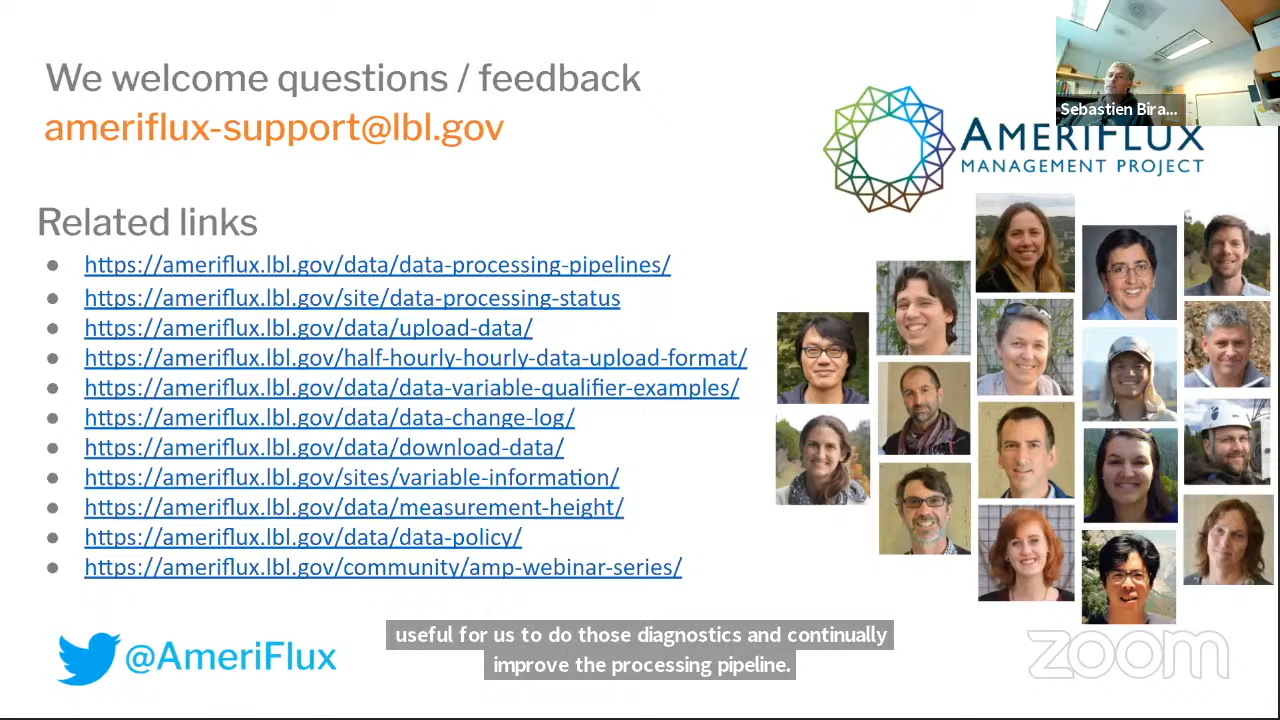 We welcome questions / feedback
ameriflux-support@lbl.gov
Sebastien Bira...
AMERIFLUX
MANAGEMENT PROJECT
Related links
https://ameriflux.lbl.gov/data/data-processing-pipelines/
https://ameriflux.lbl.gov/site/data-processing-status
https://ameriflux.lbl.gov/data/upload-data/
https://ameriflux.lbl.gov/half-hourly-hourly-data-upload-format/
https://ameriflux.lbl.gov/data/data-variable-qualifier-examples/
https://ameriflux.lbl.gov/data/data-change-log/
https://ameriflux.lbl.gov/data/download-data/
https://ameriflux.lbl.gov/sites/variable-information/
https://ameriflux.lbl.gov/data/measurement-height/
https://ameriflux.lbl.gov/data/data-policy/
https://ameriflux.lbl.gov/community/amp-webinar-series/
@AmeriFlux
useful for us to do those diagnostics and continually
improve the processing pipeline.
zoom